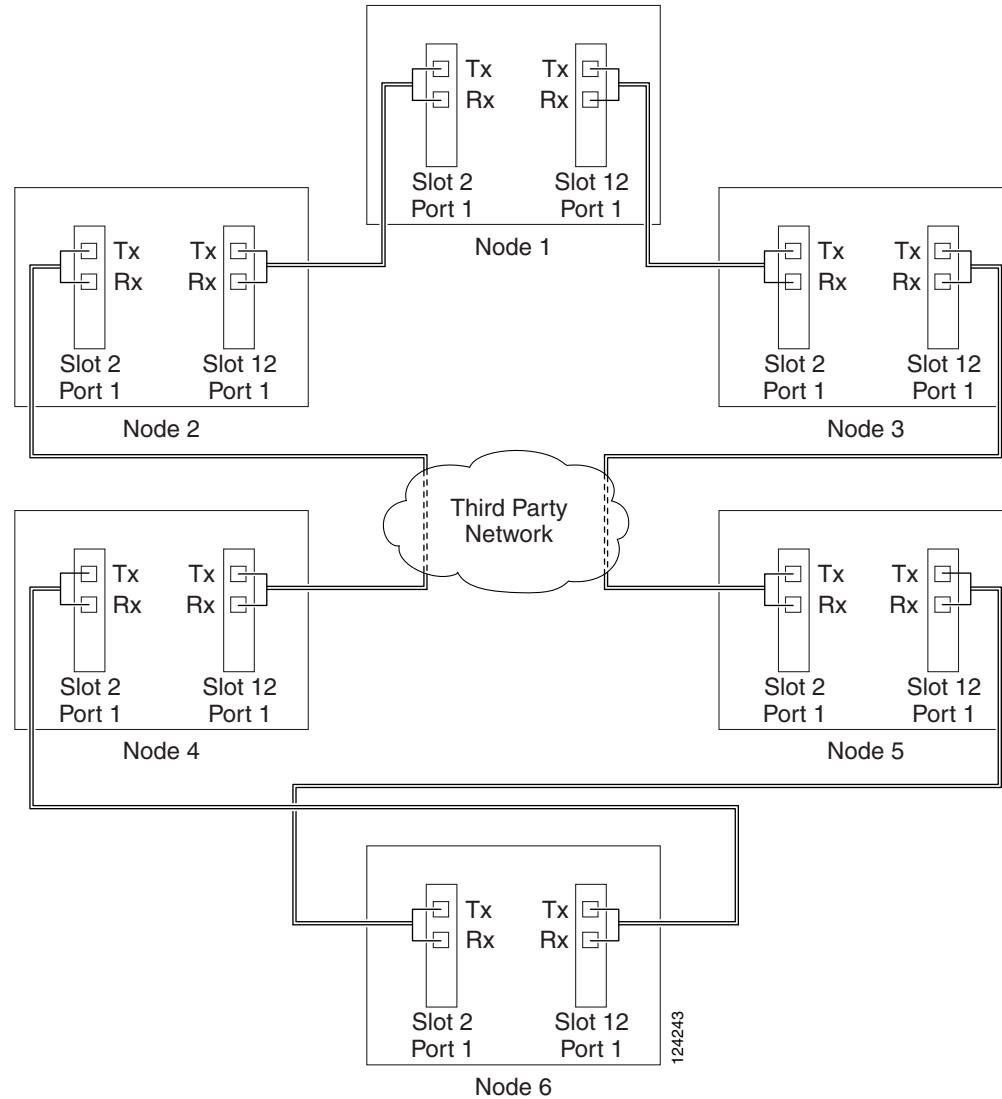 Tx Tx
Rx Rx
Slot 2 Slot 12
Port 1 Port 1
Node 1
Tx Tx
Rx Rx
Slot 2 Slot 12
Port 1 Port 1
Node 2
Tx Tx
Rx Rx
Slot 2 Slot 12
Port 1 Port 1
Node 3
Third Party
Network
Tx Tx
Rx Rx
Slot 2 Slot 12
Port 1 Port 1
Node 4
Tx Tx
Rx Rx
Slot 2 Slot 12
Port 1 Port 1
Node 5
Tx Tx
Rx Rx
Slot 2 Slot 12
Port 1 Port 1
Node 6
124243